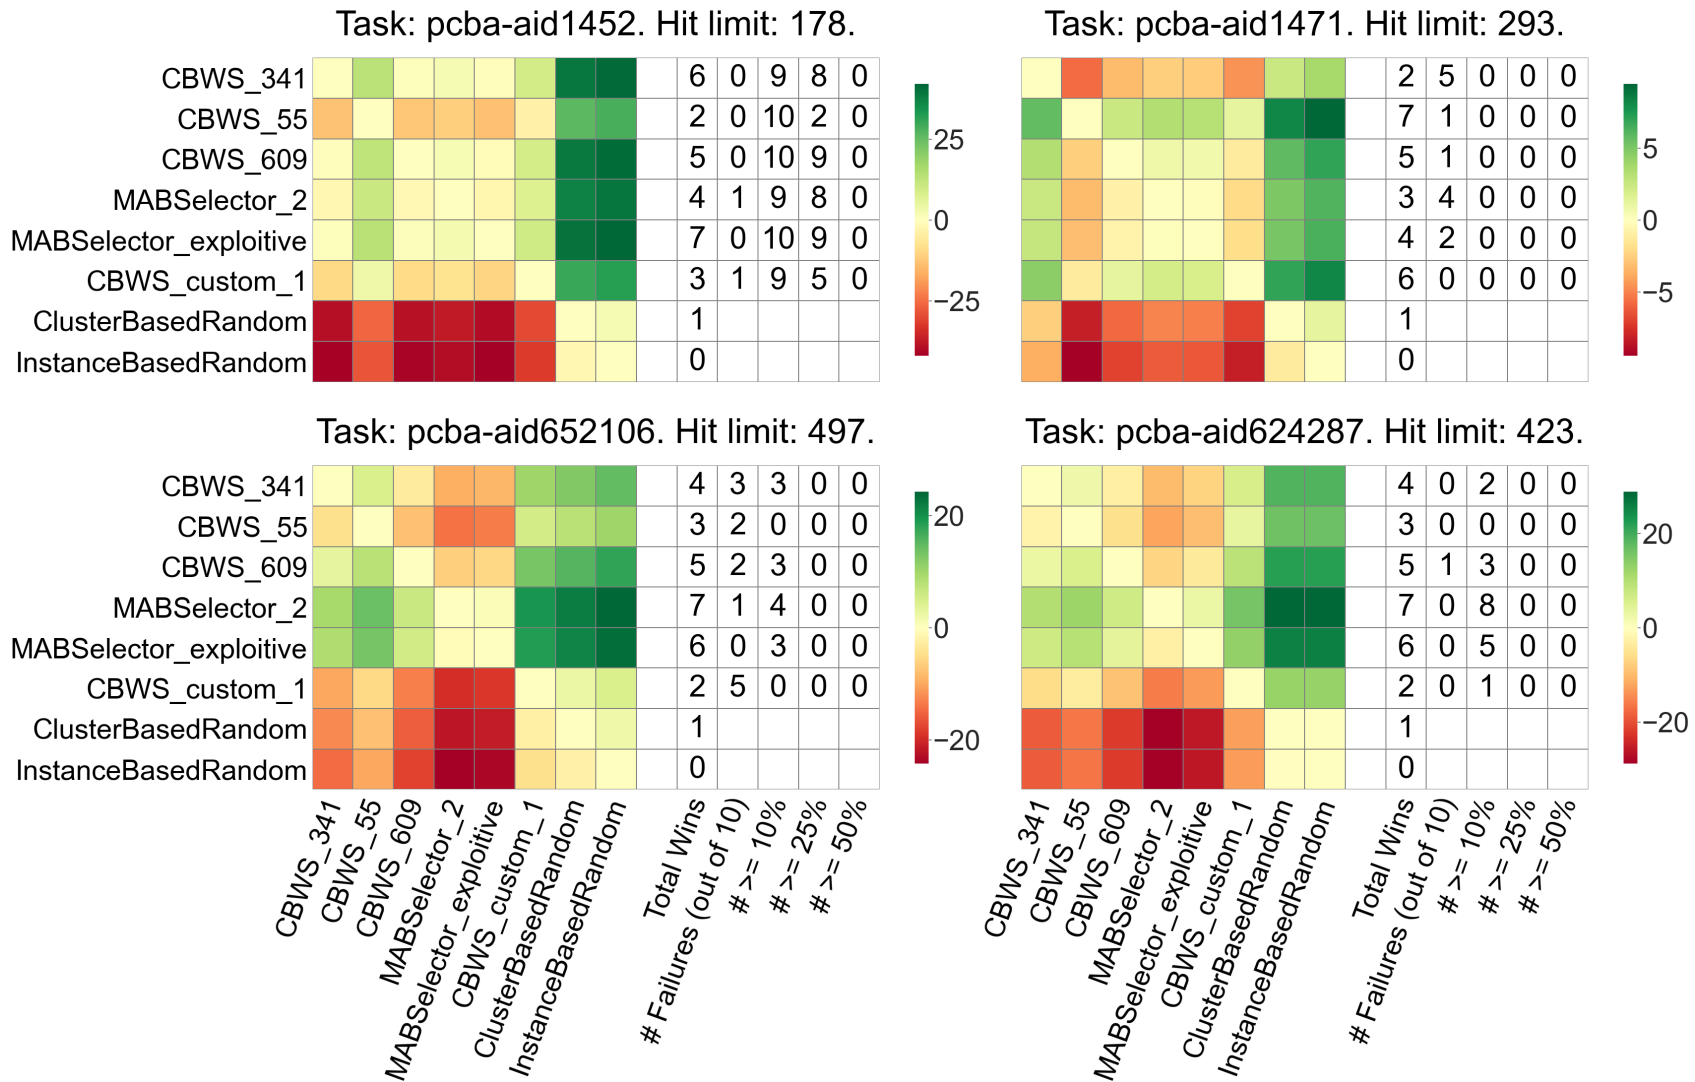 Task: pcba-aid1452. Hit limit: 178.
CBWS_341 6 0 9 8 0
CBWS_55 2 0 10 2 0
CBWS_609 5 0 10 9 0
MABSelector_2 4 1 9 8 0
MABSelector_exploitive 7 0 10 9 0
CBWS_custom_1 3 1 9 5 0
ClusterBasedRandom 1
InstanceBasedRandom 0
25
0
−25
Task: pcba-aid1471. Hit limit: 293.
2 5 0 0 0
7 1 0 0 0
5 1 0 0 0
3 4 0 0 0
4 2 0 0 0
6 0 0 0 0
1
0
5
0
−5
Task: pcba-aid652106. Hit limit: 497.
CBWS_341 4 3 3 0 0
CBWS_55 3 2 0 0 0
CBWS_609 5 2 3 0 0
MABSelector_2 7 1 4 0 0
MABSelector_exploitive 6 0 3 0 0
CBWS_custom_1 2 5 0 0 0
ClusterBasedRandom 1
InstanceBasedRandom 0
20
0
−20
CBWS_341
CBWS_55
CBWS_609
MABSelector_2
MABSelector_exploitive
CBWS_custom_1
ClusterBasedRandom
InstanceBasedRandom
Total Wins
# Failures (out of 10)
# >= 10%
# >= 25%
# >= 50%
Task: pcba-aid624287. Hit limit: 423.
4 0 2 0 0
3 0 0 0 0
5 1 3 0 0
7 0 8 0 0
6 0 5 0 0
2 0 1 0 0
1
0
20
0
−20
CBWS_341
CBWS_55
CBWS_609
MABSelector_2
MABSelector_exploitive
CBWS_custom_1
ClusterBasedRandom
InstanceBasedRandom
Total Wins
# Failures (out of 10)
# >= 10%
# >= 25%
# >= 50%